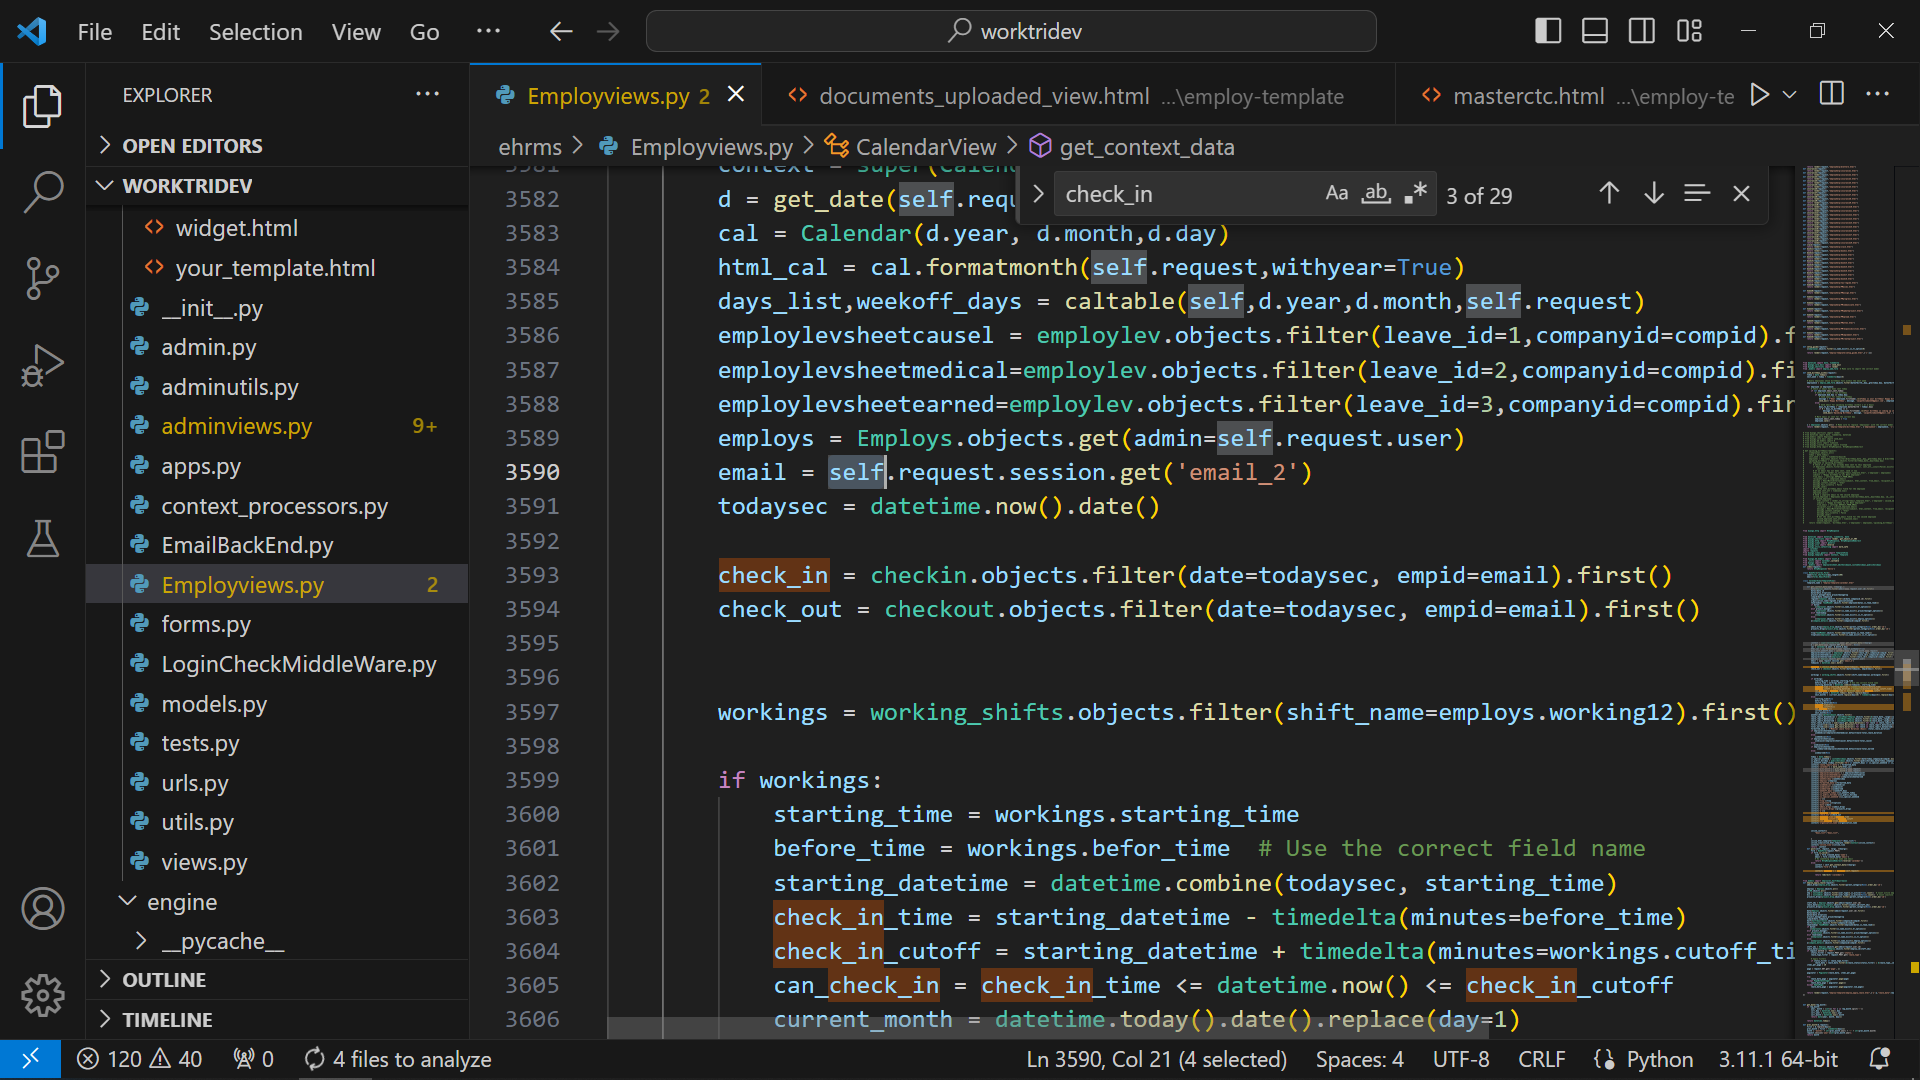 File Edit Selection View Go ··· worktridev
EXPLORER ···
OPEN EDITORS
WORKTRIDEV
widget.html
your_template.html
__init__.py
admin.py
adminutils.py
adminviews.py 9+
apps.py
context_processors.py
EmailBackEnd.py
Employviews.py 2
forms.py
LoginCheckMiddleWare.py
models.py
tests.py
urls.py
utils.py
views.py
engine
__pycache__
OUTLINE
TIMELINE
Employviews.py 2 documents_uploaded_view.html ...\employ-template masterctc.html ...\employ-te
ehrms > Employviews.py > CalendarView > get_context_data
check_in Aa ab 3 of 29
3581 context = super(Calend
3582 d = get_date(self.requ
3583 cal = Calendar(d.year, d.month,d.day)
3584 html_cal = cal.formatmonth(self.request,withyear=True)
3585 days_list,weekoff_days = caltable(self,d.year,d.month,self.request)
3586 employlevsheetcausel = employlev.objects.filter(leave_id=1,companyid=compid).f
3587 employlevsheetmedical=employlev.objects.filter(leave_id=2,companyid=compid).fi
3588 employlevsheetearned=employlev.objects.filter(leave_id=3,companyid=compid).fir
3589 employs = Employs.objects.get(admin=self.request.user)
3590 email = self.request.session.get('email_2')
3591 todaysec = datetime.now().date()
3592
3593 check_in = checkin.objects.filter(date=todaysec, empid=email).first()
3594 check_out = checkout.objects.filter(date=todaysec, empid=email).first()
3595
3596
3597 workings = working_shifts.objects.filter(shift_name=employs.working12).first()
3598
3599 if workings:
3600 starting_time = workings.starting_time
3601 before_time = workings.befor_time # Use the correct field name
3602 starting_datetime = datetime.combine(todaysec, starting_time)
3603 check_in_time = starting_datetime - timedelta(minutes=before_time)
3604 check_in_cutoff = starting_datetime + timedelta(minutes=workings.cutoff_ti
3605 can_check_in = check_in_time <= datetime.now() <= check_in_cutoff
3606 current_month = datetime.today().date().replace(day=1)
120 40 0 4 files to analyze Ln 3590, Col 21 (4 selected) Spaces: 4 UTF-8 CRLF Python 3.11.1 64-bit